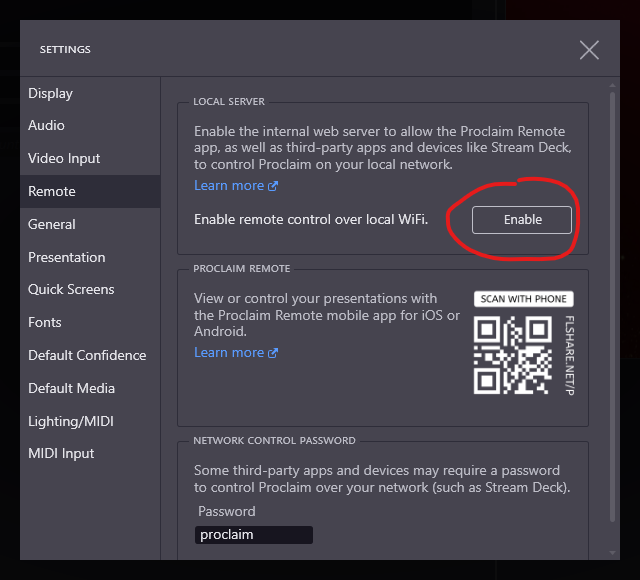 SETTINGS
Display
Audio
Video Input
Remote
General
Presentation
Quick Screens
Fonts
Default Confidence
Default Media
Lighting/MIDI
MIDI Input
LOCAL SERVER
Enable the internal web server to allow the Proclaim Remote
app, as well as third-party apps and devices like Stream Deck,
to control Proclaim on your local network.
Learn more
Enable remote control over local WiFi.
Enable
PROCLAIM REMOTE
View or control your presentations with
the Proclaim Remote mobile app for iOS or
Android.
Learn more
SCAN WITH PHONE
FLSHARE.NET/P
NETWORK CONTROL PASSWORD
Some third-party apps and devices may require a password
to control Proclaim over your network (such as Stream Deck).
Password
proclaim